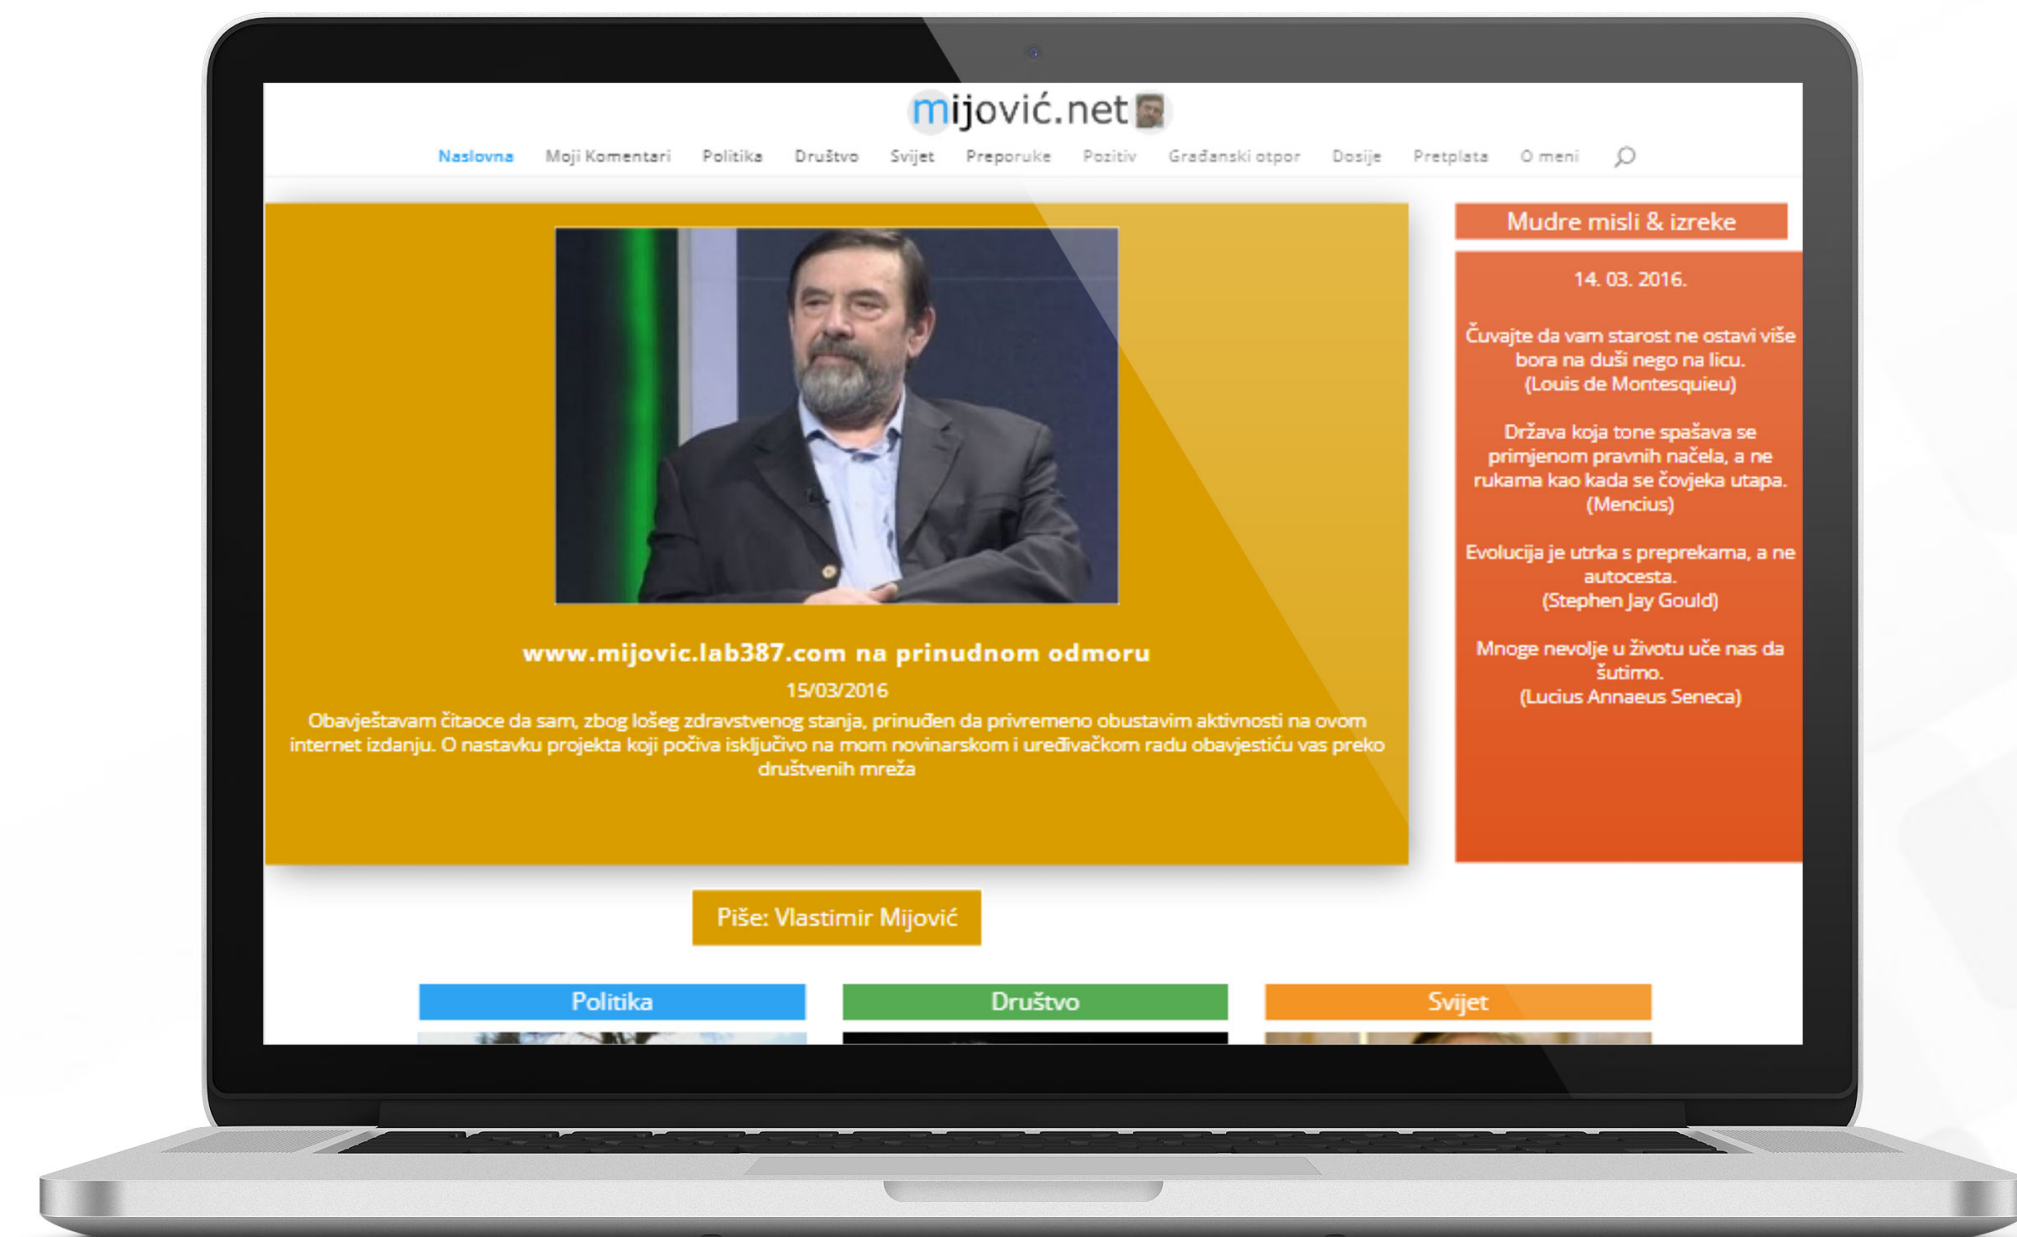 mijović.net
Naslovna Moji Komentari Politika Društvo Svijet Preporuke Pozitiv Građanski otpor Dosije Pretplata O meni
www.mijovic.lab387.com na prinudnom odmoru
15/03/2016
Obavještavam čitaoce da sam, zbog lošeg zdravstvenog stanja, prinuđen da privremeno obustavim aktivnosti na ovom
internet izdanju. O nastavku projekta koji počiva isključivo na mom novinarskom i uređivačkom radu obavjestiću vas preko
društvenih mreža
Mudre misli & izreke
14. 03. 2016.
Čuvajte da vam starost ne ostavi više
bora na duši nego na licu.
(Louis de Montesquieu)
Država koja tone spašava se
primjenom pravnih načela, a ne
rukama kao kada se čovjeka utapa.
(Mencius)
Evolucija je utrka s preprekama, a ne
autocesta.
(Stephen Jay Gould)
Mnoge nevolje u životu uče nas da
šutimo.
(Lucius Annaeus Seneca)
Piše: Vlastimir Mijović
Politika
Društvo
Svijet